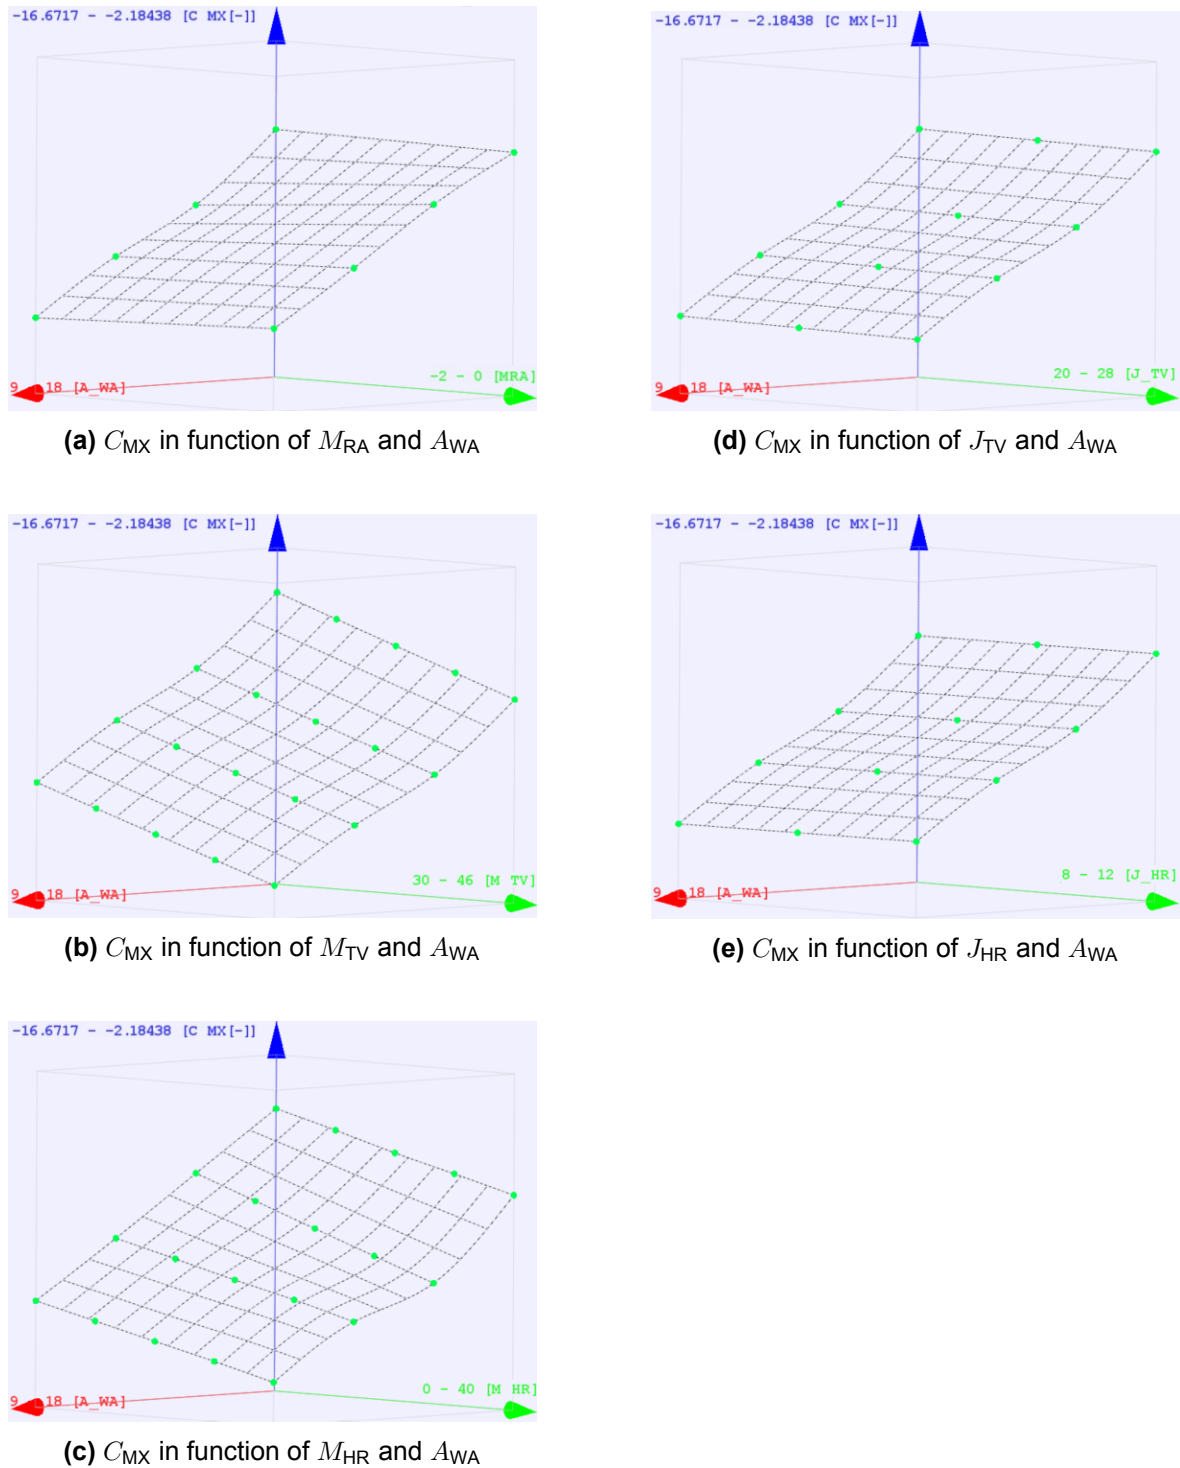 -16.6717 - -2.18438 [C MX[-]]
9 - 18 [A_WA]
-2 - 0 [MRA]
(a) CMX in function of MRA and AWA
-16.6717 - -2.18438 [C MX[-]]
9 - 18 [A_WA]
30 - 46 [M TV]
(b) CMX in function of MTV and AWA
-16.6717 - -2.18438 [C MX[-]]
9 - 18 [A_WA]
0 - 40 [M HR]
(c) CMX in function of MHR and AWA
-16.6717 - -2.18438 [C MX[-]]
9 - 18 [A_WA]
20 - 28 [J_TV]
(d) CMX in function of JTV and AWA
-16.6717 - -2.18438 [C MX[-]]
9 - 18 [A_WA]
8 - 12 [J_HR]
(e) CMX in function of JHR and AWA